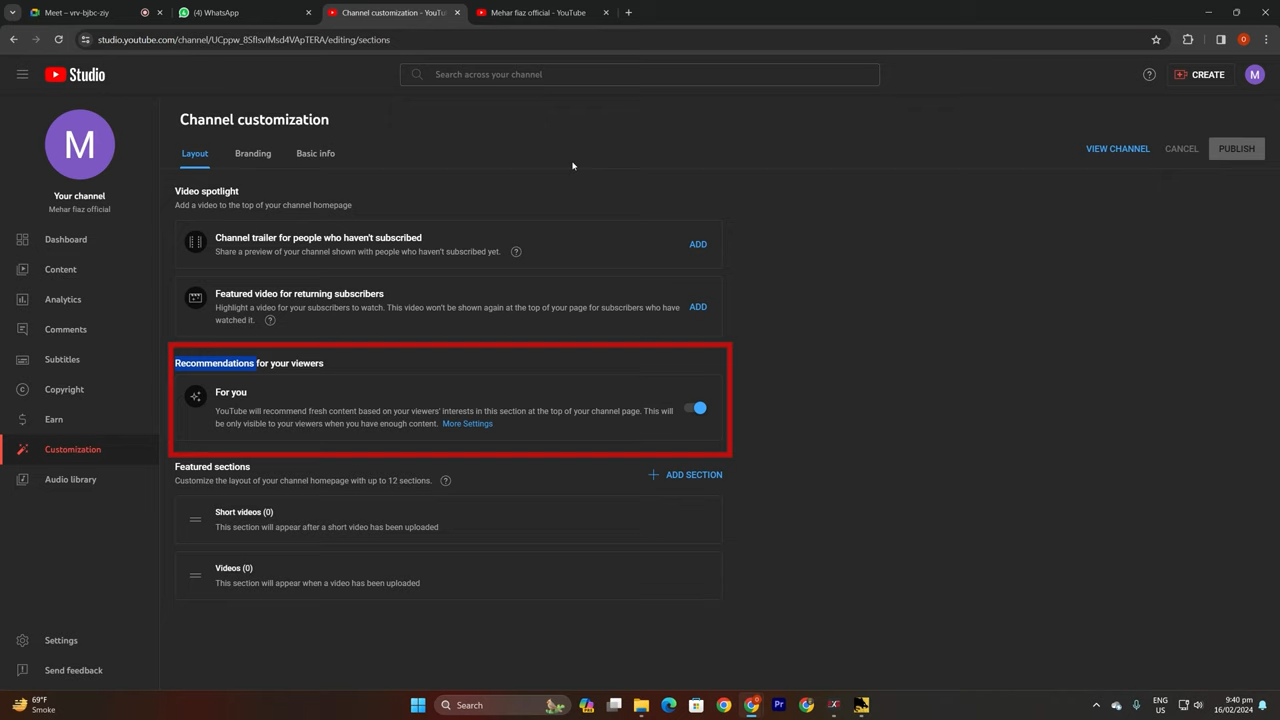 Meet – vrv-bjbc-ziy
(4) WhatsApp
Channel customization - YouTu
Mehar fiaz official - YouTube
studio.youtube.com/channel/UCppw_8SfIsvIMsd4VApTERA/editing/sections
Studio
Search across your channel
CREATE
M
M
Your channel
Mehar fiaz official
Dashboard
Content
Analytics
Comments
Subtitles
Copyright
Earn
Customization
Audio library
Settings
Send feedback
Channel customization
Layout Branding Basic info
VIEW CHANNEL CANCEL PUBLISH
Video spotlight
Add a video to the top of your channel homepage
Channel trailer for people who haven't subscribed
Share a preview of your channel shown with people who haven't subscribed yet.
ADD
Featured video for returning subscribers
Highlight a video for your subscribers to watch. This video won't be shown again at the top of your page for subscribers who have
watched it.
ADD
Recommendations for your viewers
For you
YouTube will recommend fresh content based on your viewers' interests in this section at the top of your channel page. This will
be only visible to your viewers when you have enough content. More Settings
Featured sections
Customize the layout of your channel homepage with up to 12 sections.
ADD SECTION
Short videos (0)
This section will appear after a short video has been uploaded
Videos (0)
This section will appear when a video has been uploaded
69°F
Smoke
Search
ENG
US
9:40 pm
16/02/2024